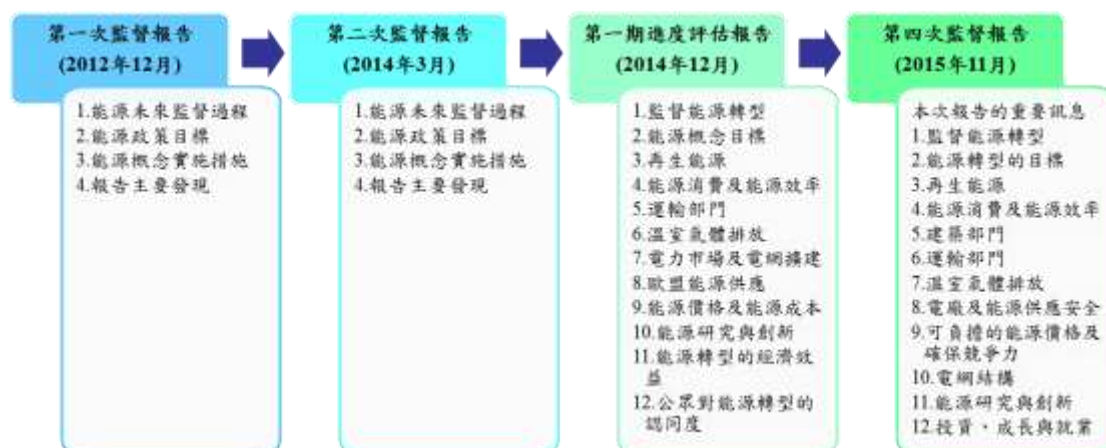 第一次監督報告
(2012年12月)
1.能源未來監督過程
2.能源政策目標
3.能源概念實施措施
4.報告主要發現
第二次監督報告
(2014年3月)
1.能源未來監督過程
2.能源政策目標
3.能源概念實施措施
4.報告主要發現
第一期進度評估報告
(2014年12月)
1.監督能源轉型
2.能源概念目標
3.再生能源
4.能源消費及能源效率
5.運輸部門
6.溫室氣體排放
7.電力市場及電網擴建
8.歐盟能源供應
9.能源價格及能源成本
10.能源研究與創新
11.能源轉型的經濟效
益
12.公眾對能源轉型的
認同度
第四次監督報告
(2015年11月)
本次報告的重要訊息
1.監督能源轉型
2.能源轉型的目標
3.再生能源
4.能源消費及能源效率
5.建築部門
6.運輸部門
7.溫室氣體排放
8.電廠及能源供應安全
9.可負擔的能源價格及
確保競爭力
10.電網結構
11.能源研究與創新
12.投資、成長與就業